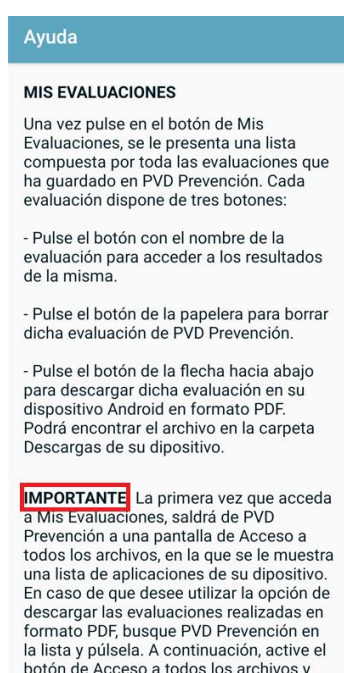 Ayuda
MIS EVALUACIONES
Una vez pulse en el botón de Mis
Evaluaciones, se le presenta una lista
compuesta por toda las evaluaciones que
ha guardado en PVD Prevención. Cada
evaluación dispone de tres botones:
- Pulse el botón con el nombre de la
evaluación para acceder a los resultados
de la misma.
- Pulse el botón de la papelera para borrar
dicha evaluación de PVD Prevención.
- Pulse el botón de la flecha hacia abajo
para descargar dicha evaluación en su
dispositivo Android en formato PDF.
Podrá encontrar el archivo en la carpeta
Descargas de su dipositivo.
IMPORTANTE La primera vez que acceda
a Mis Evaluaciones, saldrá de PVD
Prevención a una pantalla de Acceso a
todos los archivos, en la que se le muestra
una lista de aplicaciones de su dipositivo.
En caso de que desee utilizar la opción de
descargar las evaluaciones realizadas en
formato PDF, busque PVD Prevención en
la lista y púlsela. A continuación, active el
botón de Acceso a todos los archivos y